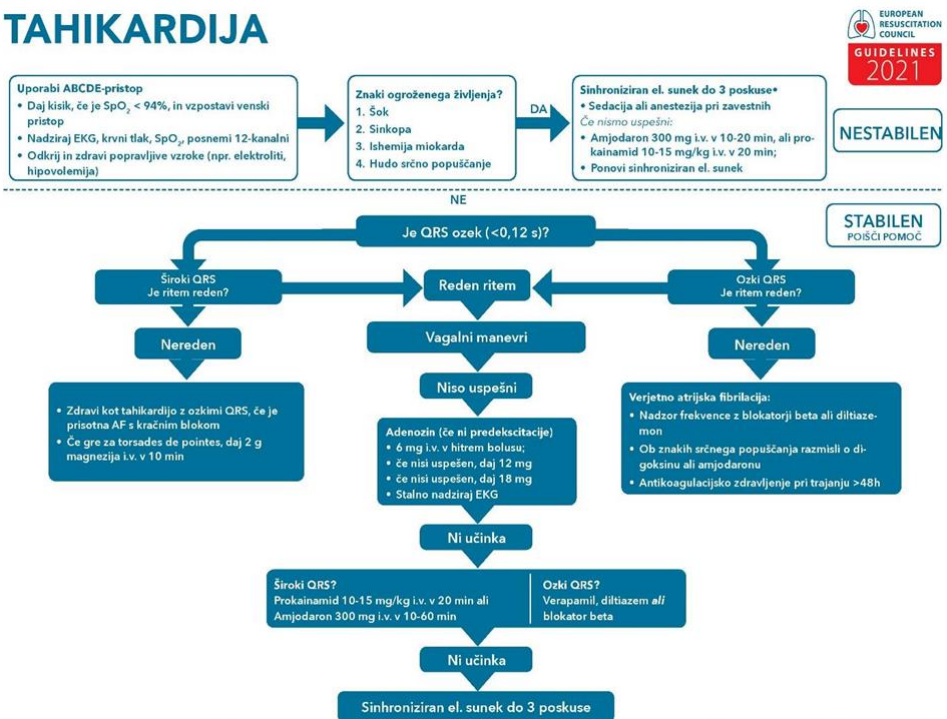 TAHIKARDIJA
EUROPEAN
RESUSCITATION
COUNCIL
GUIDELINES
2021
Uporabi ABCDE-pristop
• Daj kisik, če je SpO₂ < 94%, in vzpostavi venski
pristop
• Nadziraj EKG, krvni tlak, SpO₂, posnemi 12-kanalni
• Odkrij in zdravi popravljive vzroke (npr. elektroliti,
hipovolemija)
Znaki ogroženega življenja?
1. Šok
2. Sinkopa
3. Ishemija miokarda
4. Hudo srčno popuščanje
DA
Sinhroniziran el. sunek do 3 poskuse•
• Sedacija ali anestezija pri zavestnih
Če nismo uspešni:
• Amjodaron 300 mg i.v. v 10-20 min, ali pro-
kainamid 10-15 mg/kg i.v. v 20 min;
• Ponovi sinhroniziran el. sunek
NESTABILEN
NE
STABILEN
POIŠČI POMOČ
Je QRS ozek (<0,12 s)?
Široki QRS
Je ritem reden?
Reden ritem
Ozki QRS
Je ritem reden?
Nereden
Vagalni manevri
Nereden
Niso uspešni
• Zdravi kot tahikardijo z ozkimi QRS, če je
prisotna AF s kračnim blokom
• Če gre za torsades de pointes, daj 2 g
magnezija i.v. v 10 min
Adenozin (če ni predekscitacije)
• 6 mg i.v. v hitrem bolusu;
• če nisi uspešen, daj 12 mg
• če nisi uspešen, daj 18 mg
• Stalno nadziraj EKG
Verjetno atrijska fibrilacija:
• Nadzor frekvence z blokatorji beta ali diltiaze-
mon
• Ob znakih srčnega popuščanja razmisli o di-
goksinu ali amjodaronu
• Antikoagulacijsko zdravljenje pri trajanju >48h
Ni učinka
Široki QRS?
Prokainamid 10-15 mg/kg i.v. v 20 min ali
Amjodaron 300 mg i.v. v 10-60 min
Ozki QRS?
Verapamil, diltiazem ali
blokator beta
Ni učinka
Sinhroniziran el. sunek do 3 poskuse